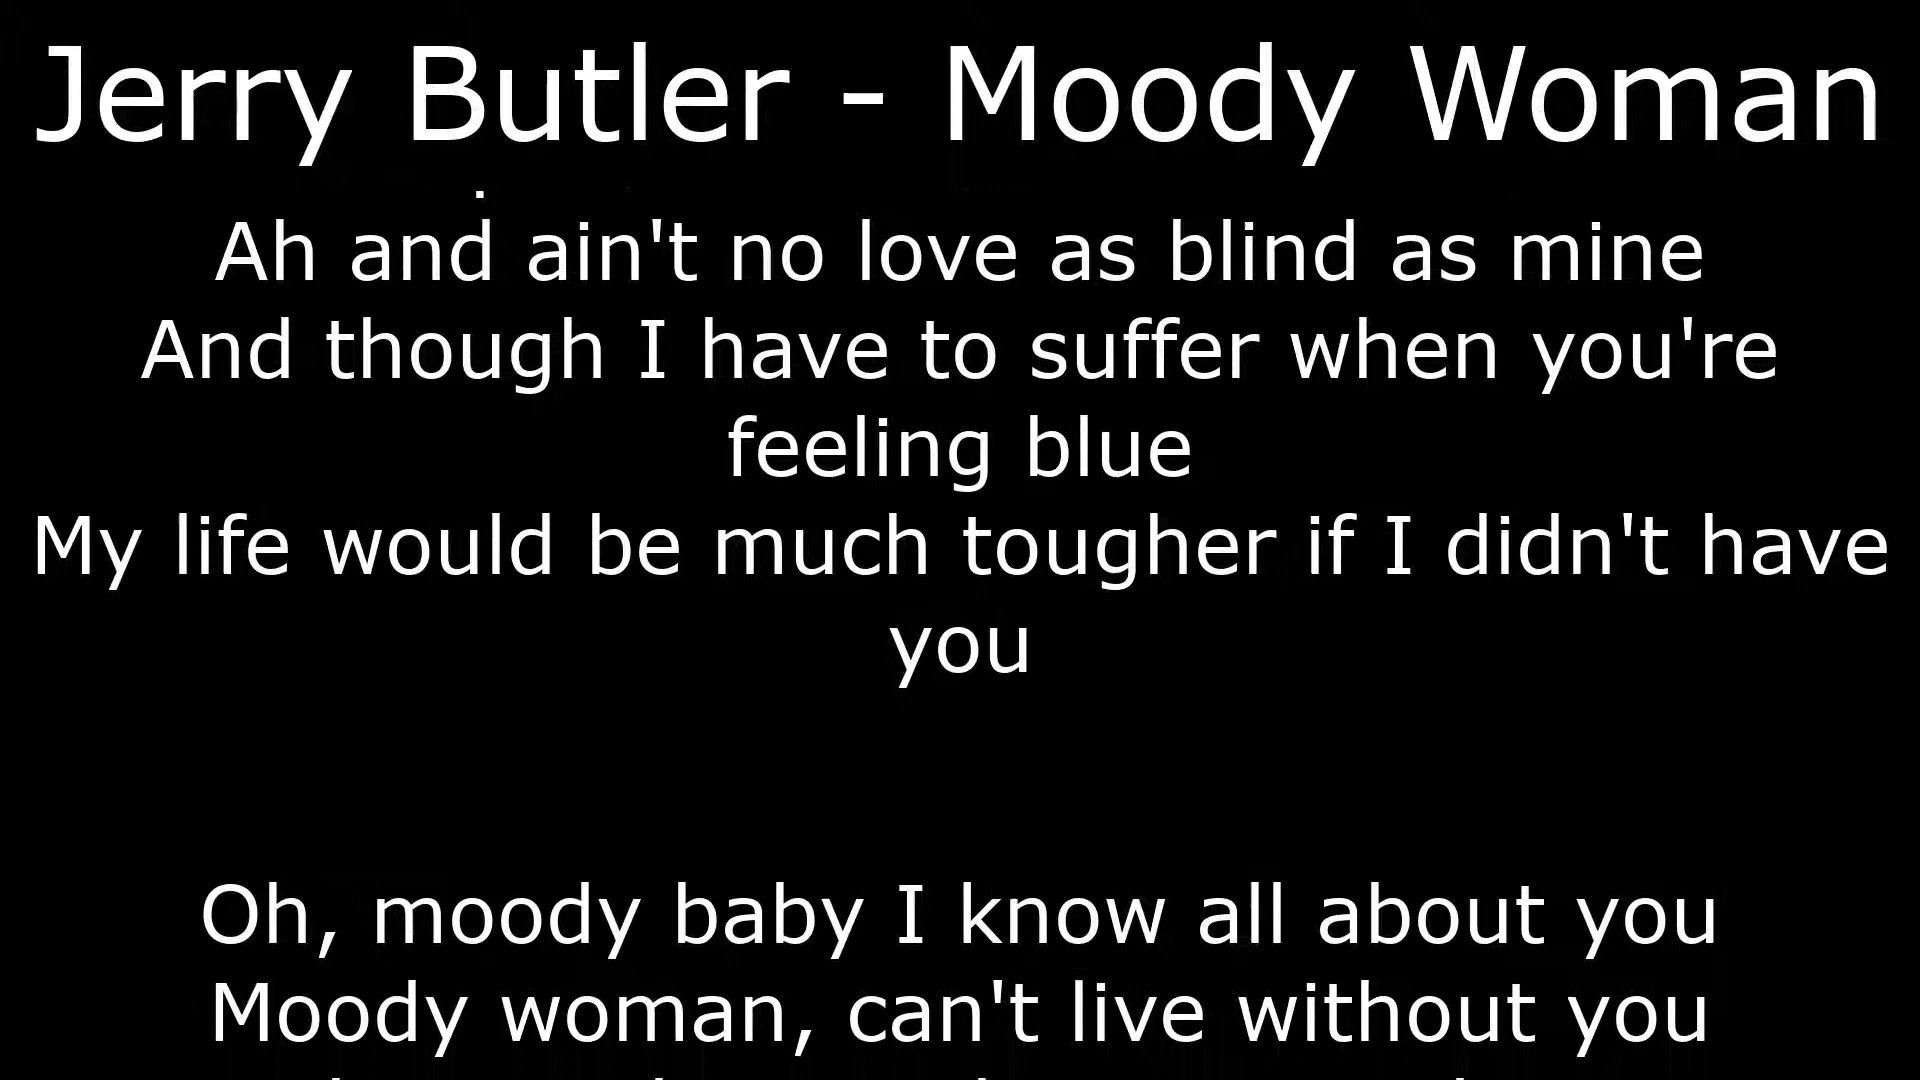 Jerry Butler - Moody Woman
Ah and ain't no love as blind as mine
And though I have to suffer when you're
feeling blue
My life would be much tougher if I didn't have
you
Oh, moody baby I know all about you
Moody woman, can't live without you